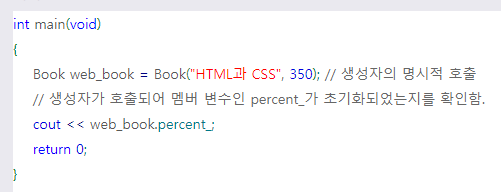 int main(void)
{
Book web_book = Book("HTML과 CSS", 350); // 생성자의 명시적 호출
// 생성자가 호출되어 멤버 변수인 percent_가 초기화되었는지를 확인함.
cout << web_book.percent_;
return 0;
}